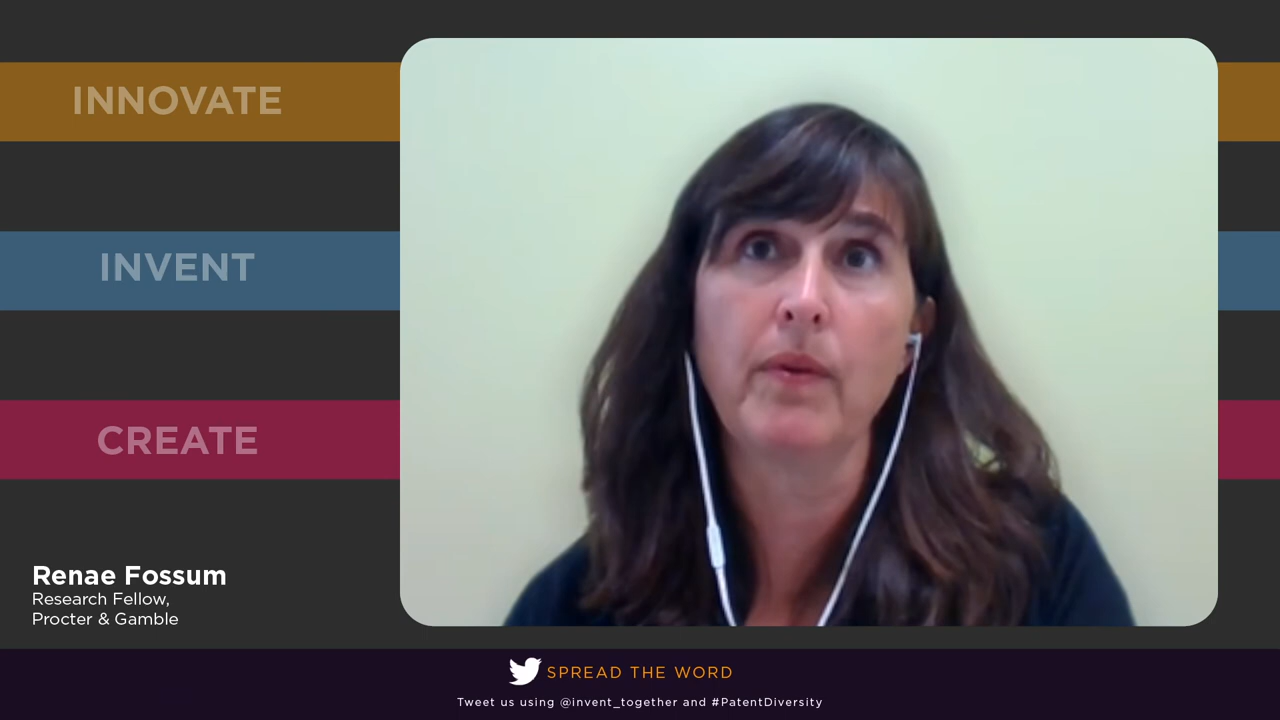 INNOVATE
INVENT
CREATE
Renae Fossum
Research Fellow,
Procter & Gamble
SPREAD THE WORD
Tweet us using @invent_together and #PatentDiversity